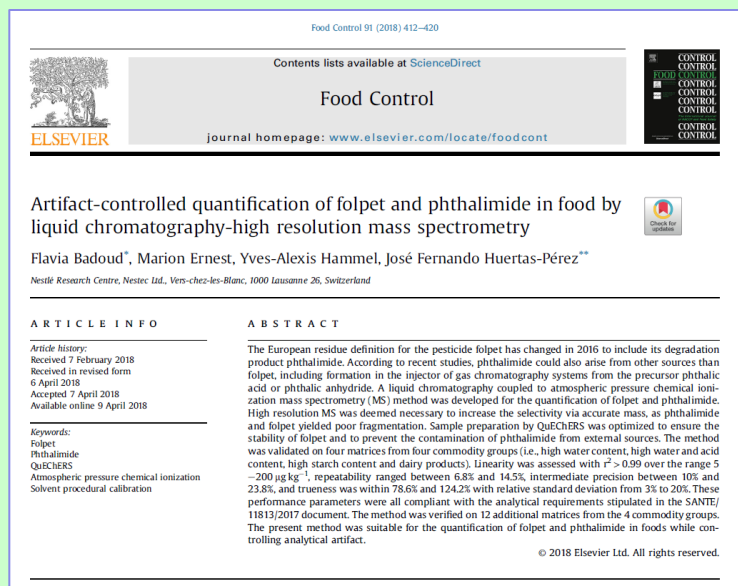 Food Control 91 (2018) 412–420
Contents lists available at ScienceDirect
Food Control
journal homepage: www.elsevier.com/locate/foodcont
ELSEVIER
CONTROL
CONTROL
FOOD CONTROL
CONTROL
CONTROL
CONTROL
CONTROL
CONTROL
CONTROL
Artifact-controlled quantification of folpet and phthalimide in food by
liquid chromatography-high resolution mass spectrometry
Check for
updates
Flavia Badoud*, Marion Ernest, Yves-Alexis Hammel, José Fernando Huertas-Pérez**
Nestlé Research Centre, Nestec Ltd., Vers-chez-les-Blanc, 1000 Lausanne 26, Switzerland
ARTICLE INFO
Article history:
Received 7 February 2018
Received in revised form
6 April 2018
Accepted 7 April 2018
Available online 9 April 2018
Keywords:
Folpet
Phthalimide
QuEChERS
Atmospheric pressure chemical ionization
Solvent procedural calibration
ABSTRACT
The European residue definition for the pesticide folpet has changed in 2016 to include its degradation
product phthalimide. According to recent studies, phthalimide could also arise from other sources than
folpet, including formation in the injector of gas chromatography systems from the precursor phthalic
acid or phthalic anhydride. A liquid chromatography coupled to atmospheric pressure chemical ioni-
zation mass spectrometry (MS) method was developed for the quantification of folpet and phthalimide.
High resolution MS was deemed necessary to increase the selectivity via accurate mass, as phthalimide
and folpet yielded poor fragmentation. Sample preparation by QuEChERS was optimized to ensure the
stability of folpet and to prevent the contamination of phthalimide from external sources. The method
was validated on four matrices from four commodity groups (i.e., high water content, high water and acid
content, high starch content and dairy products). Linearity was assessed with r² > 0.99 over the range 5
–200 μg kg⁻¹, repeatability ranged between 6.8% and 14.5%, intermediate precision between 10% and
23.8%, and trueness was within 78.6% and 124.2% with relative standard deviation from 3% to 20%. These
performance parameters were all compliant with the analytical requirements stipulated in the SANTE/
11813/2017 document. The method was verified on 12 additional matrices from the 4 commodity groups.
The present method was suitable for the quantification of folpet and phthalimide in foods while con-
trolling analytical artifact.
© 2018 Elsevier Ltd. All rights reserved.